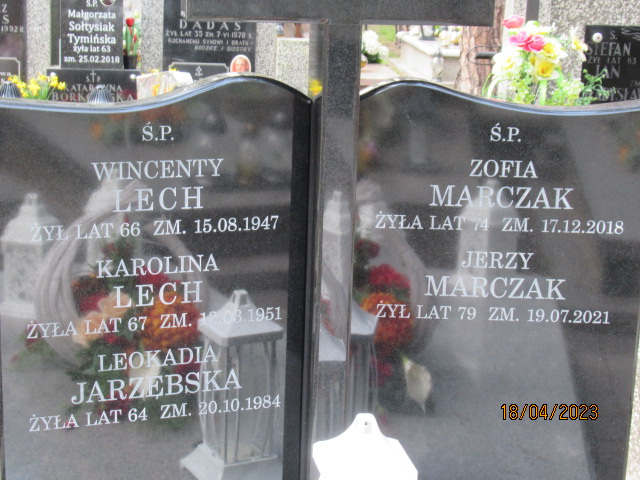 Ś.P.
Małgorzata
Sołtysiak
Tymińska
żyła lat 63
zm. 25.02.2018
DADAS
Ś.P.
STEFAN
Ś.P.
WINCENTY
LECH
ŻYŁ LAT 66 ZM. 15.08.1947
KAROLINA
LECH
ŻYŁA LAT 67 ZM. 1951
LEOKADIA
JARZĘBSKA
ŻYŁA LAT 64 ZM. 20.10.1984
Ś.P.
ZOFIA
MARCZAK
ŻYŁA LAT 74 ZM. 17.12.2018
JERZY
MARCZAK
ŻYŁ LAT 79 ZM. 19.07.2021
18/04/2023